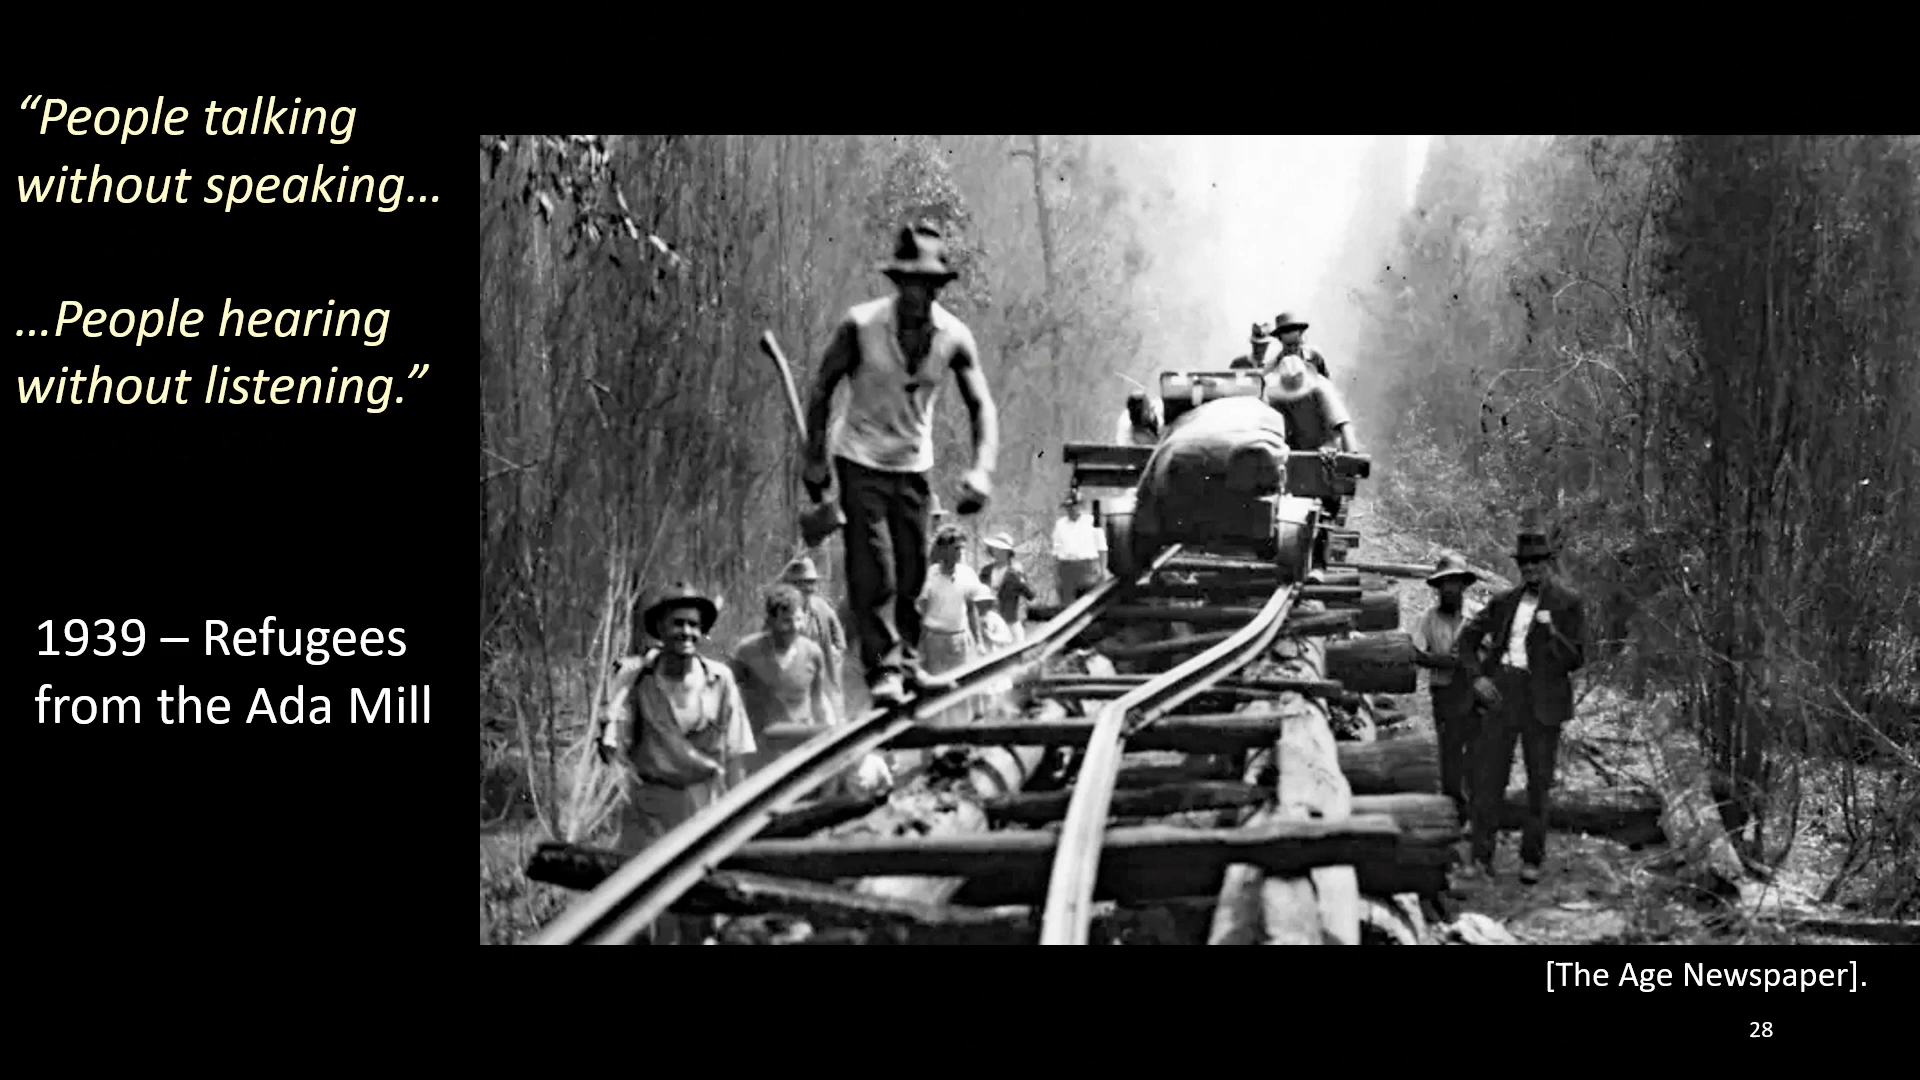 “People talking
without speaking…
…People hearing
without listening.”
1939 – Refugees
from the Ada Mill
[The Age Newspaper].
28